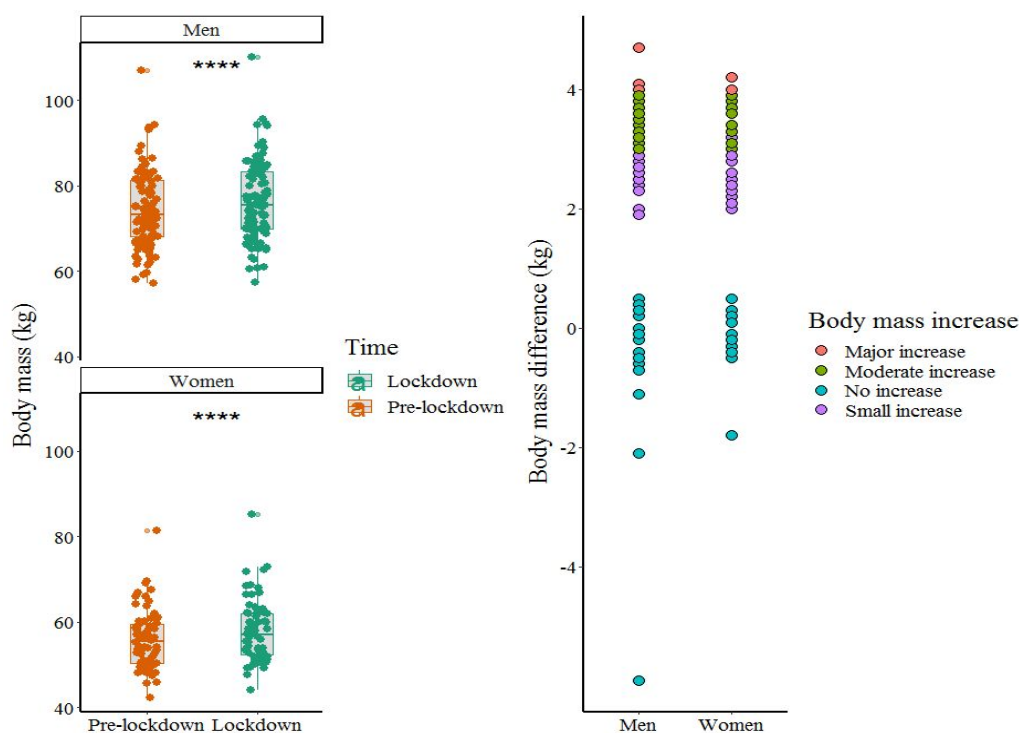 Men
****
100
80
60
40
Women
****
100
80
60
40
Body mass (kg)
Pre-lockdown Lockdown
Time
a Lockdown
a Pre-lockdown
4
2
0
-2
-4
Body mass difference (kg)
Men Women
Body mass increase
Major increase
Moderate increase
No increase
Small increase